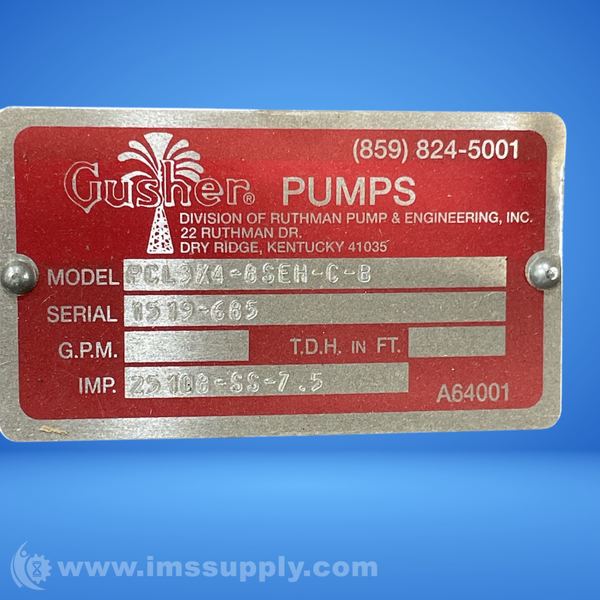 (859) 824-5001
Gusher® PUMPS
DIVISION OF RUTHMAN PUMP & ENGINEERING, INC.
22 RUTHMAN DR.
DRY RIDGE, KENTUCKY 41035
MODEL PCL3X4-8SEH-C-B
SERIAL 1519-685
G.P.M. T.D.H. IN FT.
IMP. 25108-SS-7.5
A64001
www.imssupply.com